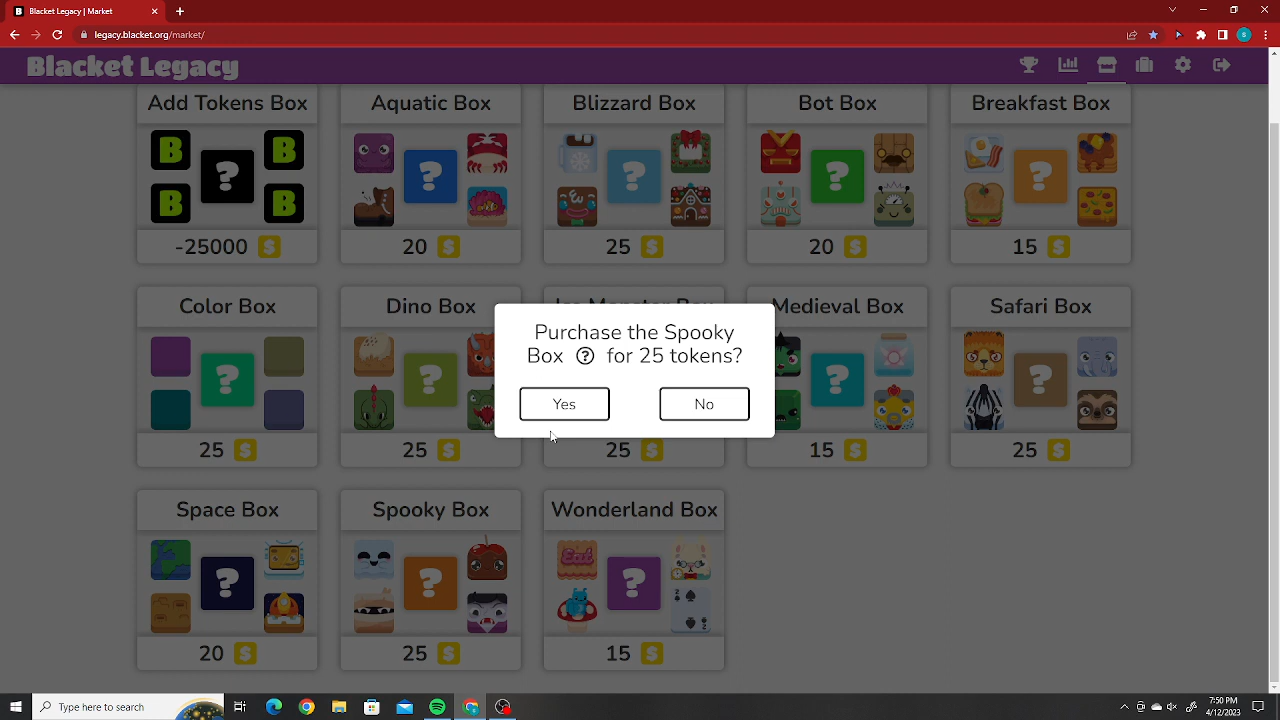 Blacket Legacy | Market
legacy.blacket.org/market/
S
Blacket Legacy
Add Tokens Box
Aquatic Box
Blizzard Box
Bot Box
Breakfast Box
B B
?
B B
?
?
?
?
-25000 $
20 $
25 $
20 $
15 $
Color Box
Dino Box
Medieval Box
Safari Box
Purchase the Spooky
Box ? for 25 tokens?
Yes
No
?
?
?
?
25 $
25 $
25 $
15 $
25 $
Space Box
Spooky Box
Wonderland Box
?
?
Eat
?
2
2
20 $
25 $
15 $
Type here to search
7:50 PM
4/12/2023